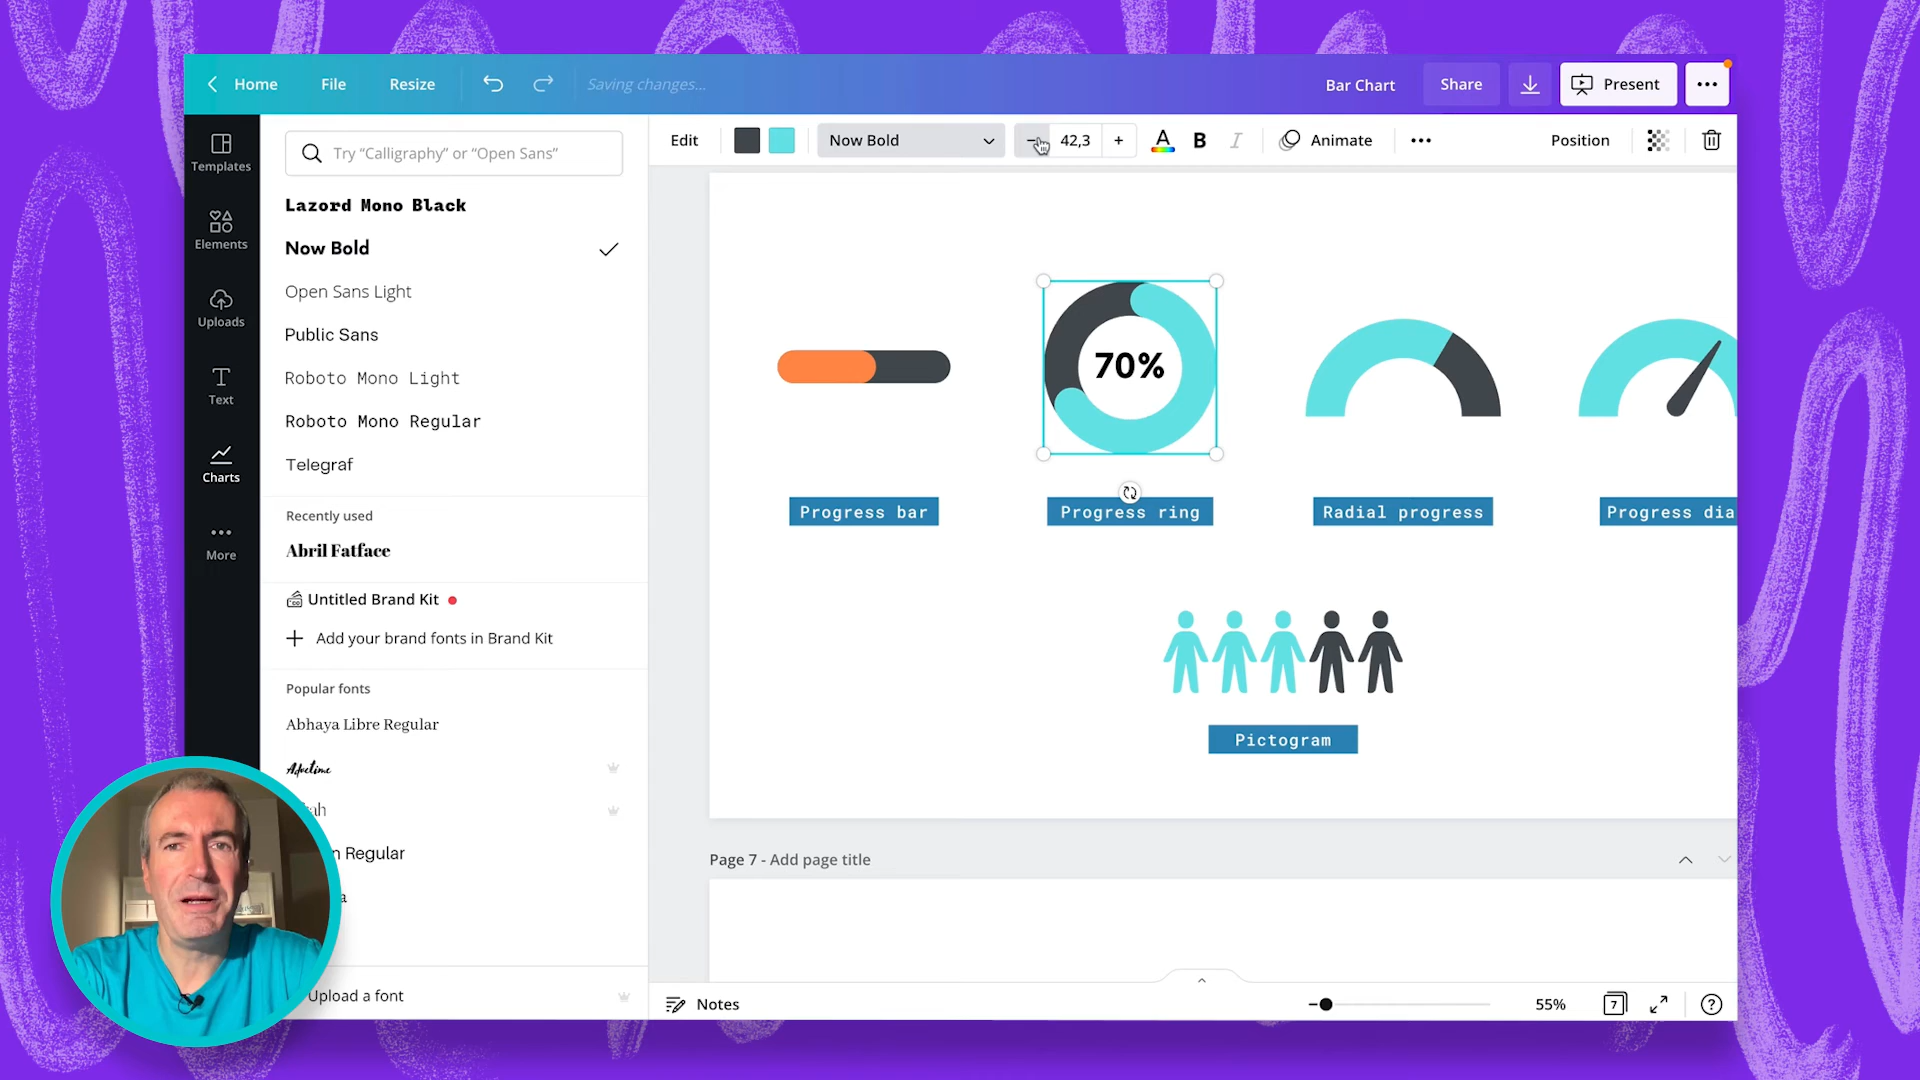 Home File Resize Saving changes... Bar Chart Share Present
Edit Now Bold 42,3 + A B I Animate Position
Try “Calligraphy” or “Open Sans”
Templates
Elements
Uploads
Text
Charts
More
Lazord Mono Black
Now Bold
Open Sans Light
Public Sans
Roboto Mono Light
Roboto Mono Regular
Telegraf
Recently used
Abril Fatface
Untitled Brand Kit
Add your brand fonts in Brand Kit
Popular fonts
Abhaya Libre Regular
Regular
Upload a font
70%
Progress bar
Progress ring
Radial progress
Progress dia
Pictogram
Page 7 - Add page title
Notes
55%
7
?